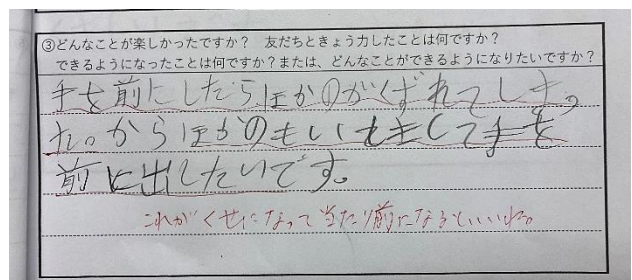 ③どんなことが楽しかったですか？　友だちときょう力したことは何ですか？
できるようになったことは何ですか？または、どんなことができるようになりたいですか？
手を前にしたらほかのがくずれてしまっ
た。からほかのもいしきして手を
前に出したいです。
これがくせになって当たり前になるといいね。